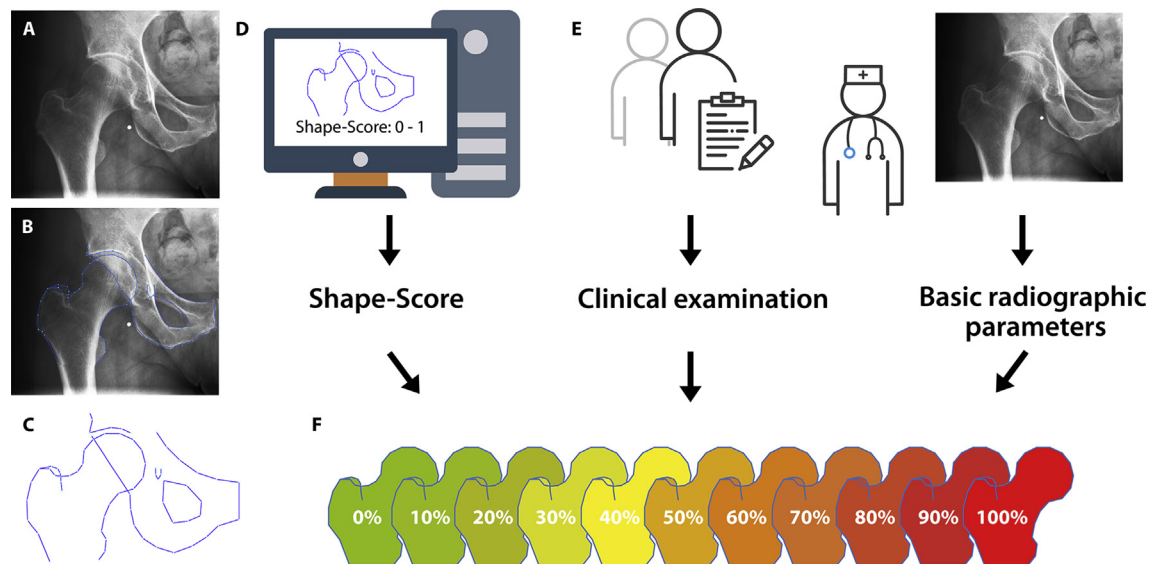 A
B
C
D
Shape-Score: 0 - 1
E
Shape-Score
Clinical examination
Basic radiographic
parameters
F
0% 10% 20% 30% 40% 50% 60% 70% 80% 90% 100%